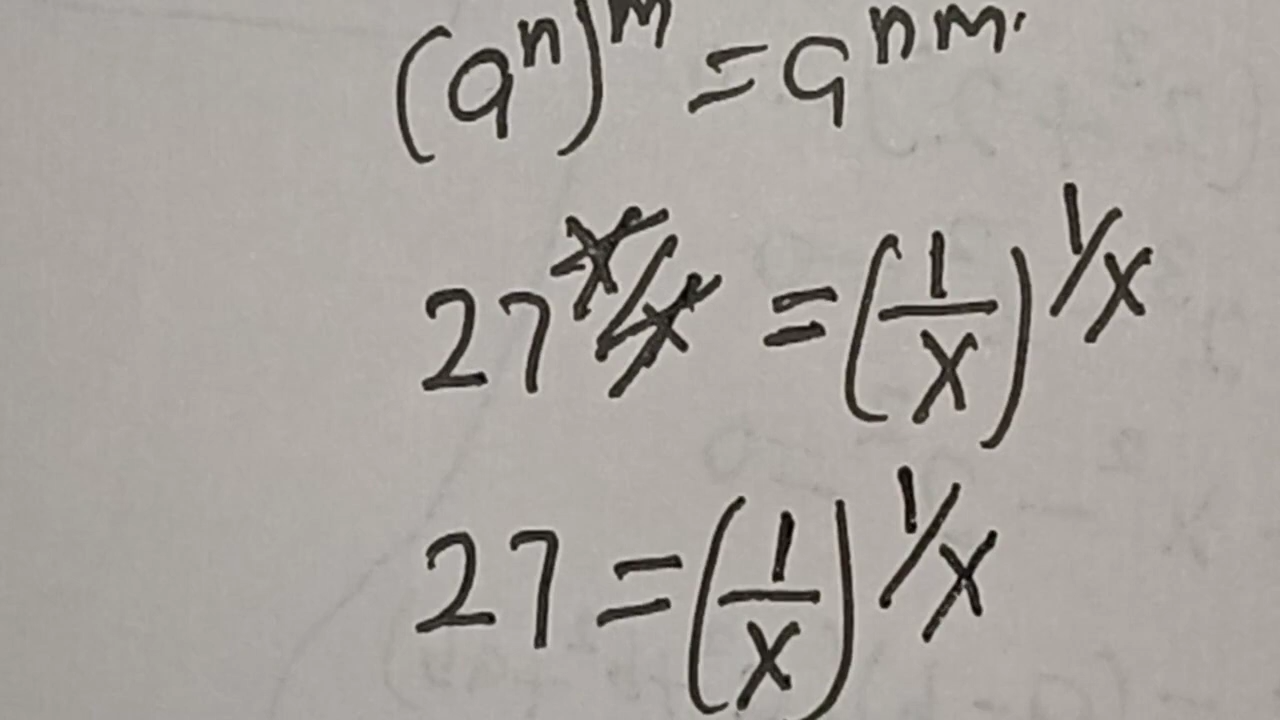 (a^n)^m = a^nm.
27^x/x = (1/x)^1/x
27 = (1/x)^1/x